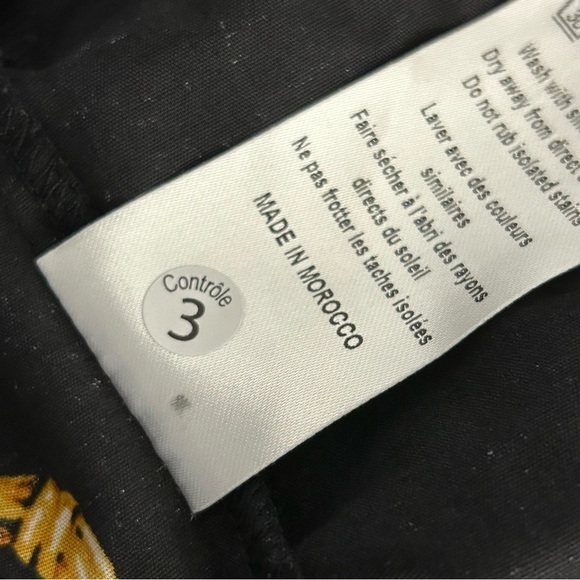 30
Wash with
Dry away from direct
Do not rub isolated stains
Laver avec des couleurs
similaires
Faire sécher à l'abri des rayons
directs du soleil
Ne pas frotter les taches isolées
MADE IN MOROCCO
Contrôle
3